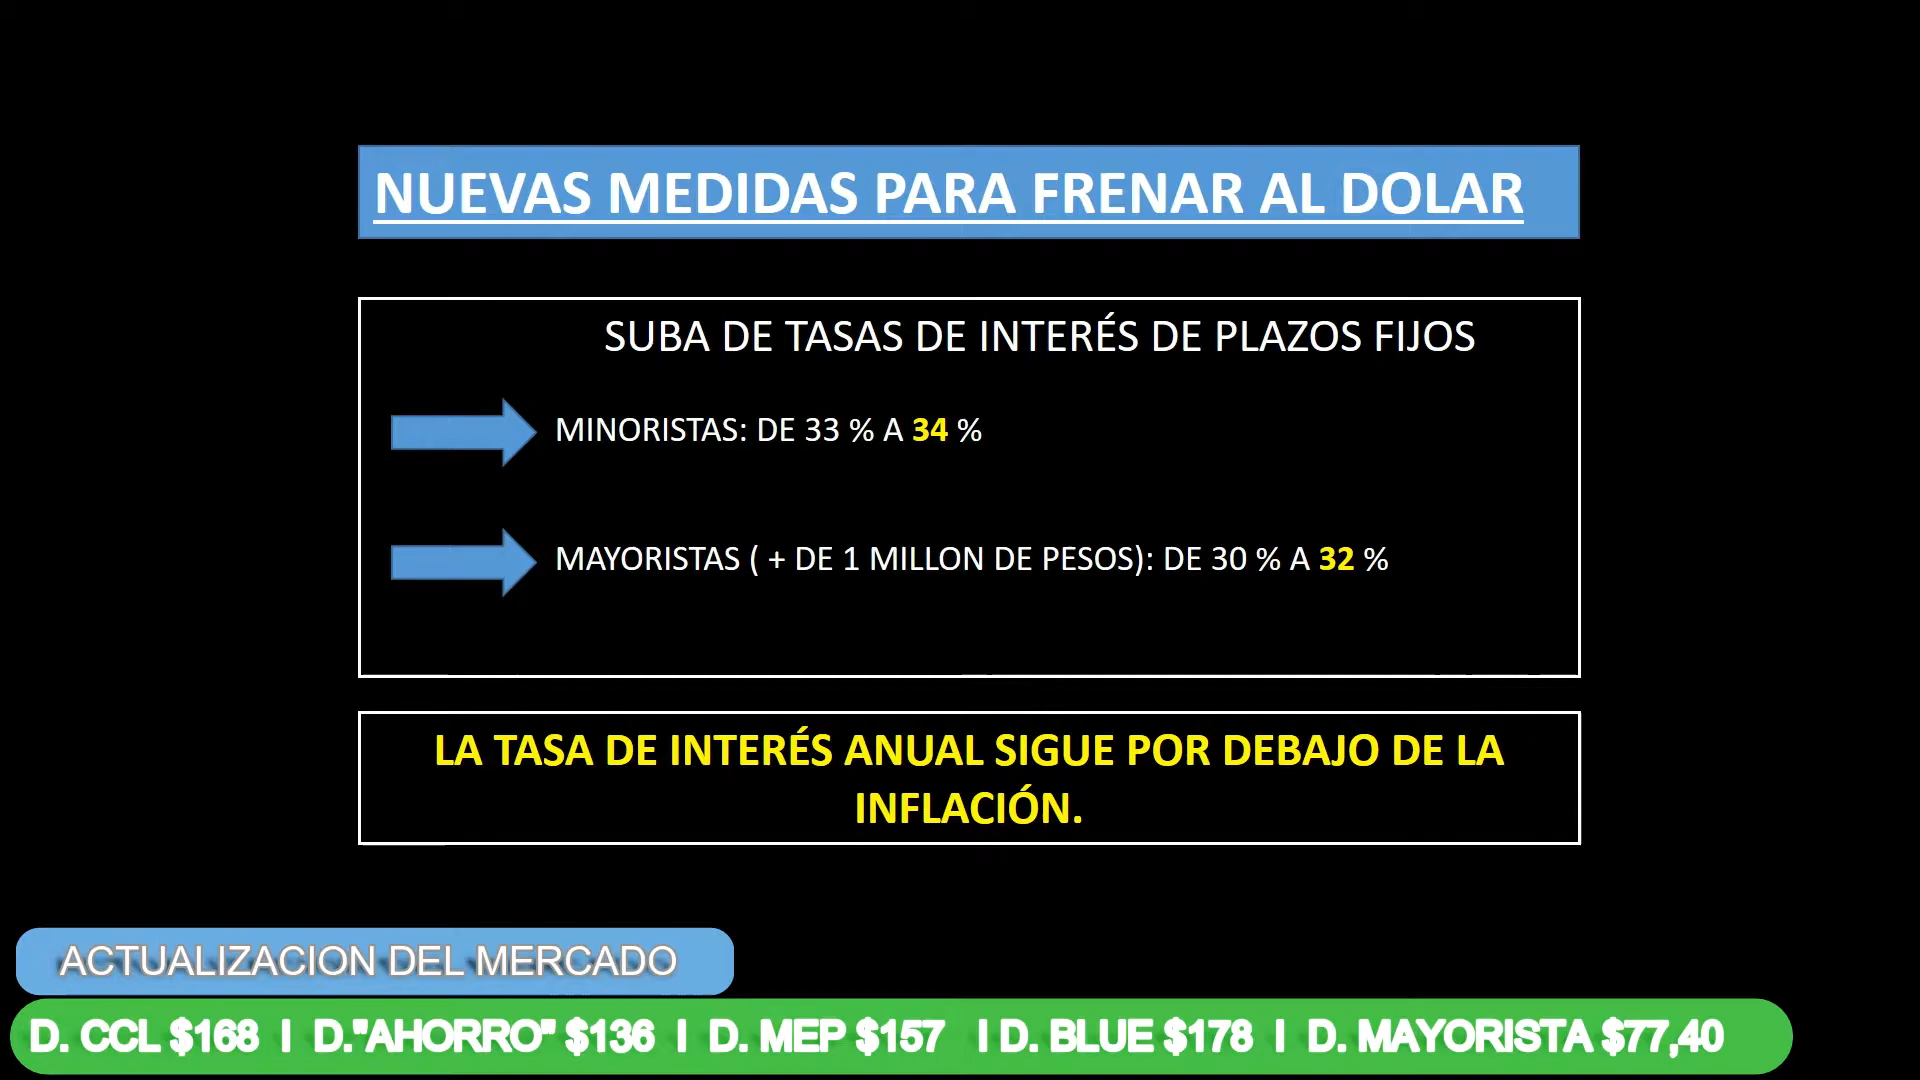 NUEVAS MEDIDAS PARA FRENAR AL DOLAR
SUBA DE TASAS DE INTERÉS DE PLAZOS FIJOS
MINORISTAS: DE 33 % A 34 %
MAYORISTAS ( + DE 1 MILLON DE PESOS): DE 30 % A 32 %
LA TASA DE INTERÉS ANUAL SIGUE POR DEBAJO DE LA
INFLACIÓN.
ACTUALIZACION DEL MERCADO
D. CCL $168 I D."AHORRO" $136 I D. MEP $157 I D. BLUE $178 I D. MAYORISTA $77,40